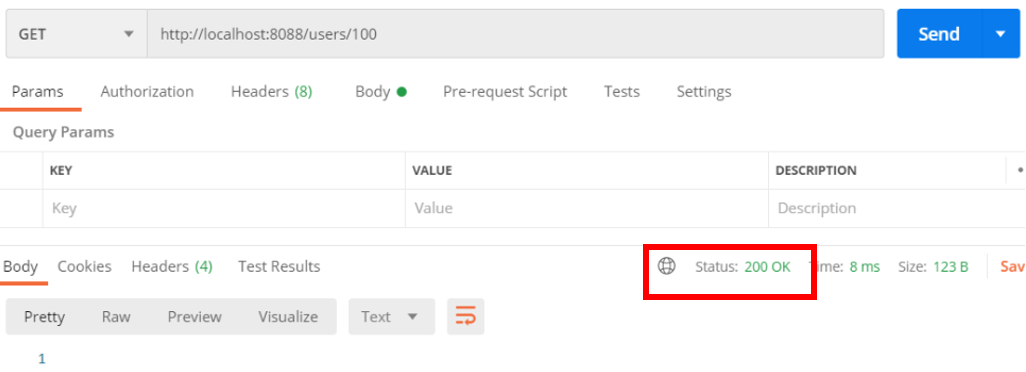 GET http://localhost:8088/users/100 Send
Params Authorization Headers (8) Body Pre-request Script Tests Settings
Query Params
KEY VALUE DESCRIPTION
Key Value Description
Body Cookies Headers (4) Test Results Status: 200 OK Time: 8 ms Size: 123 B Sav
Pretty Raw Preview Visualize Text
1